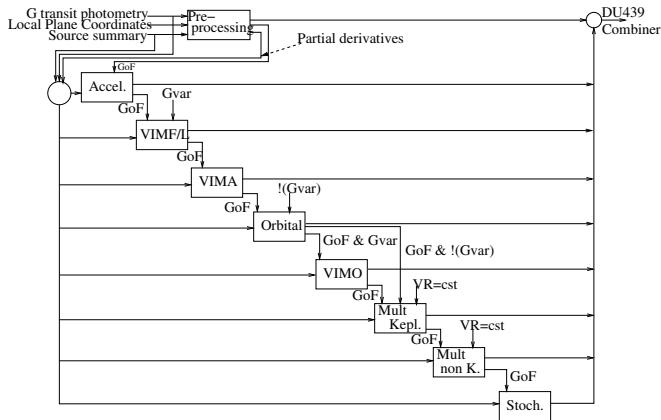 G transit photometry
Local Plane Coordinates
Source summary
Pre-
processing
DU439
Combiner
Partial derivatives
GoF
Accel.
GoF
Gvar
VIMF/L
GoF
VIMA
GoF
!(Gvar)
Orbital
GoF & Gvar
GoF & !(Gvar)
VIMO
GoF
VR=cst
Mult
Kepl.
GoF
VR=cst
Mult
non K.
GoF
Stoch.